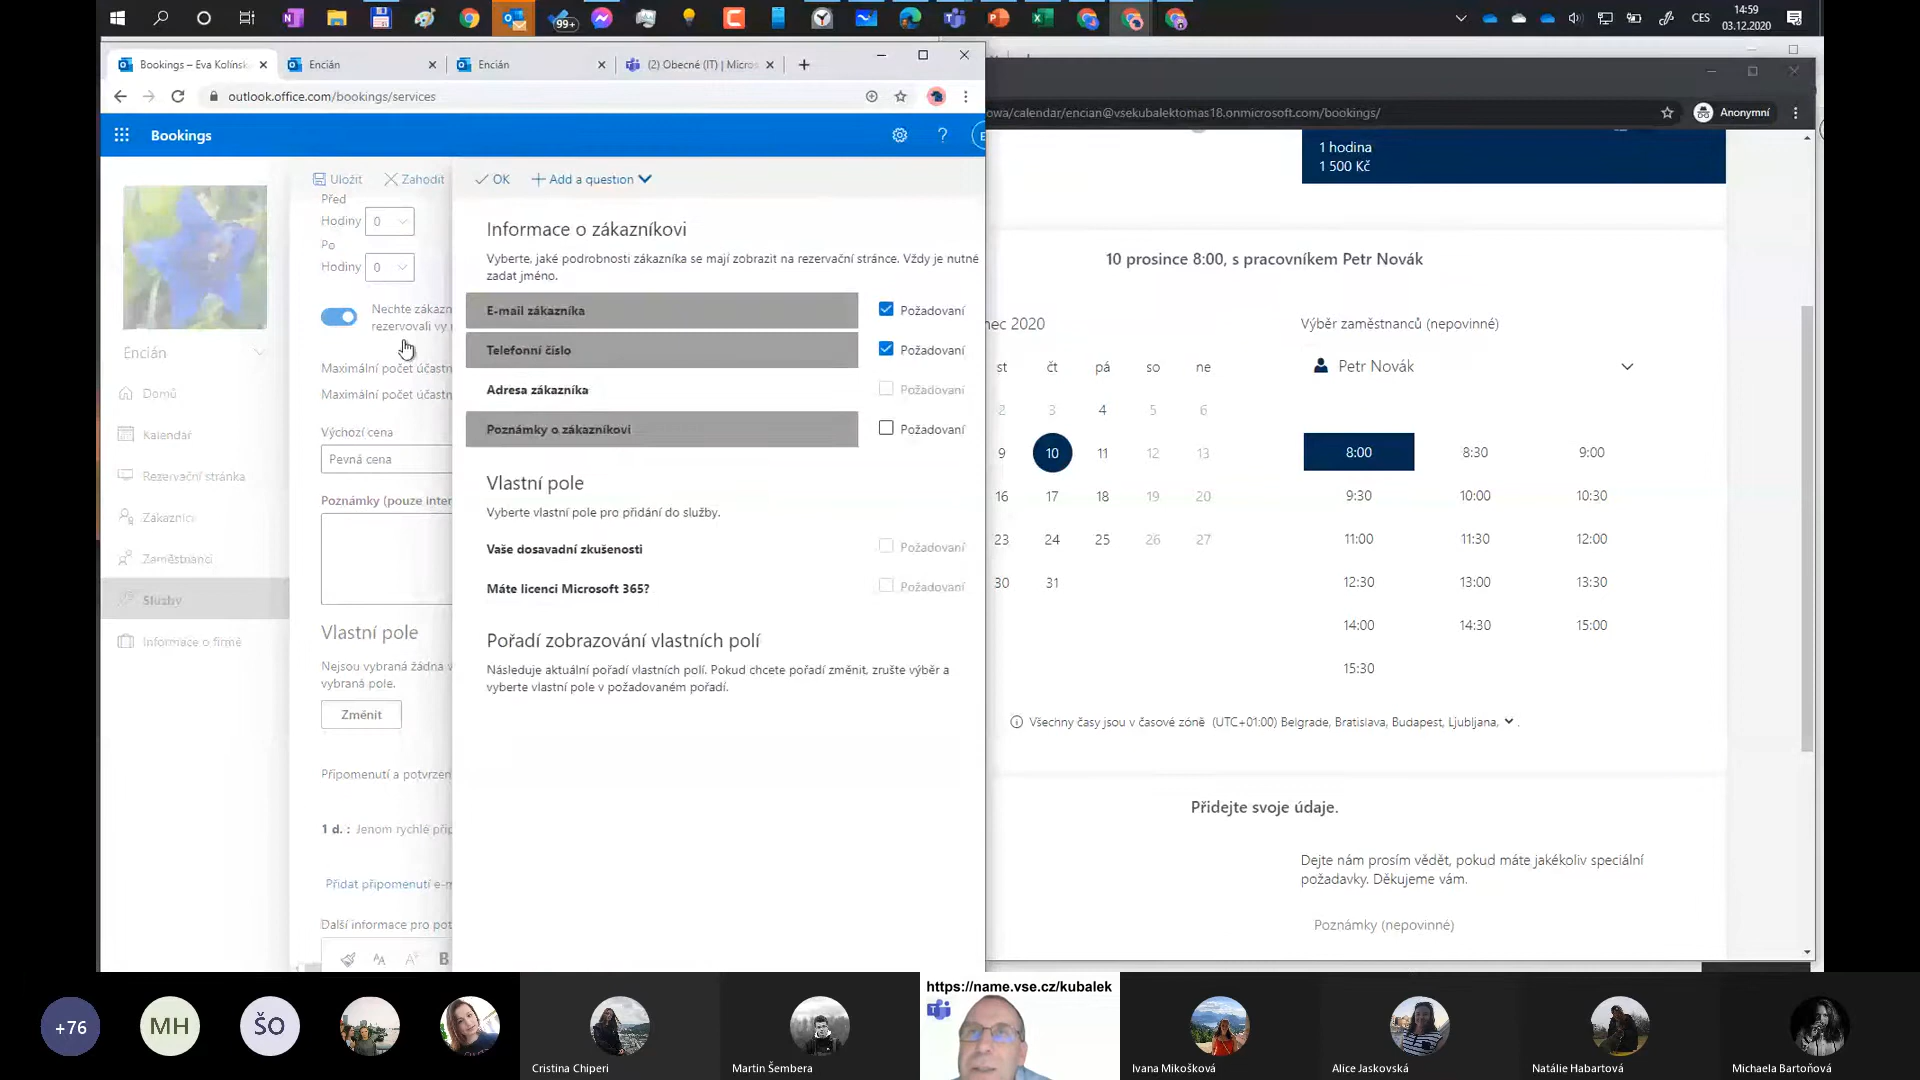 99+
CES
14:59
03.12.2020
Bookings – Eva Kolínsk
Encián
Encián
(2) Obecné (IT) | Micros
outlook.office.com/bookings/services
owa/calendar/encian@vsekubalektomas18.onmicrosoft.com/bookings/
Anonymní
Bookings
Uložit
Zahodit
OK
Add a question
Před
Hodiny
0
Po
Hodiny
0
Nechte zákazn
rezervovali vy
Maximální počet účastn
Maximální počet účastn
Výchozí cena
Pevná cena
Poznámky (pouze inter
Vlastní pole
Nejsou vybraná žádná v
vybraná pole.
Změnit
Připomenutí a potvrzen
1 d. : Jenom rychlé přip
Přidat připomenutí e-m
Další informace pro pot
B
Encián
Domů
Kalendář
Rezervační stránka
Zákazníci
Zaměstnanci
Služby
Informace o firmě
Informace o zákazníkovi
Vyberte, jaké podrobnosti zákazníka se mají zobrazit na rezervační stránce. Vždy je nutné
zadat jméno.
E-mail zákazníka
Požadovaní
Telefonní číslo
Požadovaní
Adresa zákazníka
Požadovaní
Poznámky o zákazníkovi
Požadovaní
Vlastní pole
Vyberte vlastní pole pro přidání do služby.
Vaše dosavadní zkušenosti
Požadovaní
Máte licenci Microsoft 365?
Požadovaní
Pořadí zobrazování vlastních polí
Následuje aktuální pořadí vlastních polí. Pokud chcete pořadí změnit, zrušte výběr a
vyberte vlastní pole v požadovaném pořadí.
1 hodina
1 500 Kč
10 prosince 8:00, s pracovníkem Petr Novák
nec 2020
st čt pá so ne
2 3 4 5 6
9 10 11 12 13
16 17 18 19 20
23 24 25 26 27
30 31
Výběr zaměstnanců (nepovinné)
Petr Novák
8:00 8:30 9:00
9:30 10:00 10:30
11:00 11:30 12:00
12:30 13:00 13:30
14:00 14:30 15:00
15:30
Všechny časy jsou v časové zóně (UTC+01:00) Belgrade, Bratislava, Budapest, Ljubljana,
Přidejte svoje údaje.
Dejte nám prosím vědět, pokud máte jakékoliv speciální
požadavky. Děkujeme vám.
Poznámky (nepovinné)
+76
MH
ŠO
Cristina Chiperi
Martin Šembera
https://name.vse.cz/kubalek
Ivana Mikošková
Alice Jaskovská
Natálie Habartová
Michaela Bartoňová